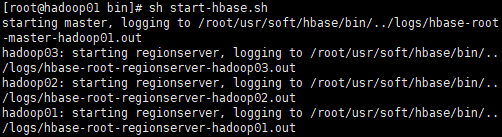 [root@hadoop01 bin]# sh start-hbase.sh
starting master, logging to /root/usr/soft/hbase/bin/../logs/hbase-root
-master-hadoop01.out
hadoop03: starting regionserver, logging to /root/usr/soft/hbase/bin/..
/logs/hbase-root-regionserver-hadoop03.out
hadoop02: starting regionserver, logging to /root/usr/soft/hbase/bin/..
/logs/hbase-root-regionserver-hadoop02.out
hadoop01: starting regionserver, logging to /root/usr/soft/hbase/bin/..
/logs/hbase-root-regionserver-hadoop01.out